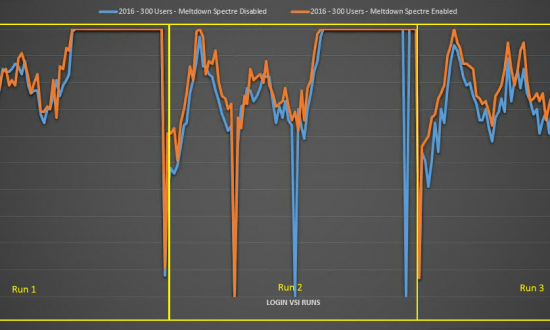 2016 - 300 Users - Meltdown Spectre Disabled
2016 - 300 Users - Meltdown Spectre Enabled
Run 1
Run 2
Run 3
LOGIN VSI RUNS